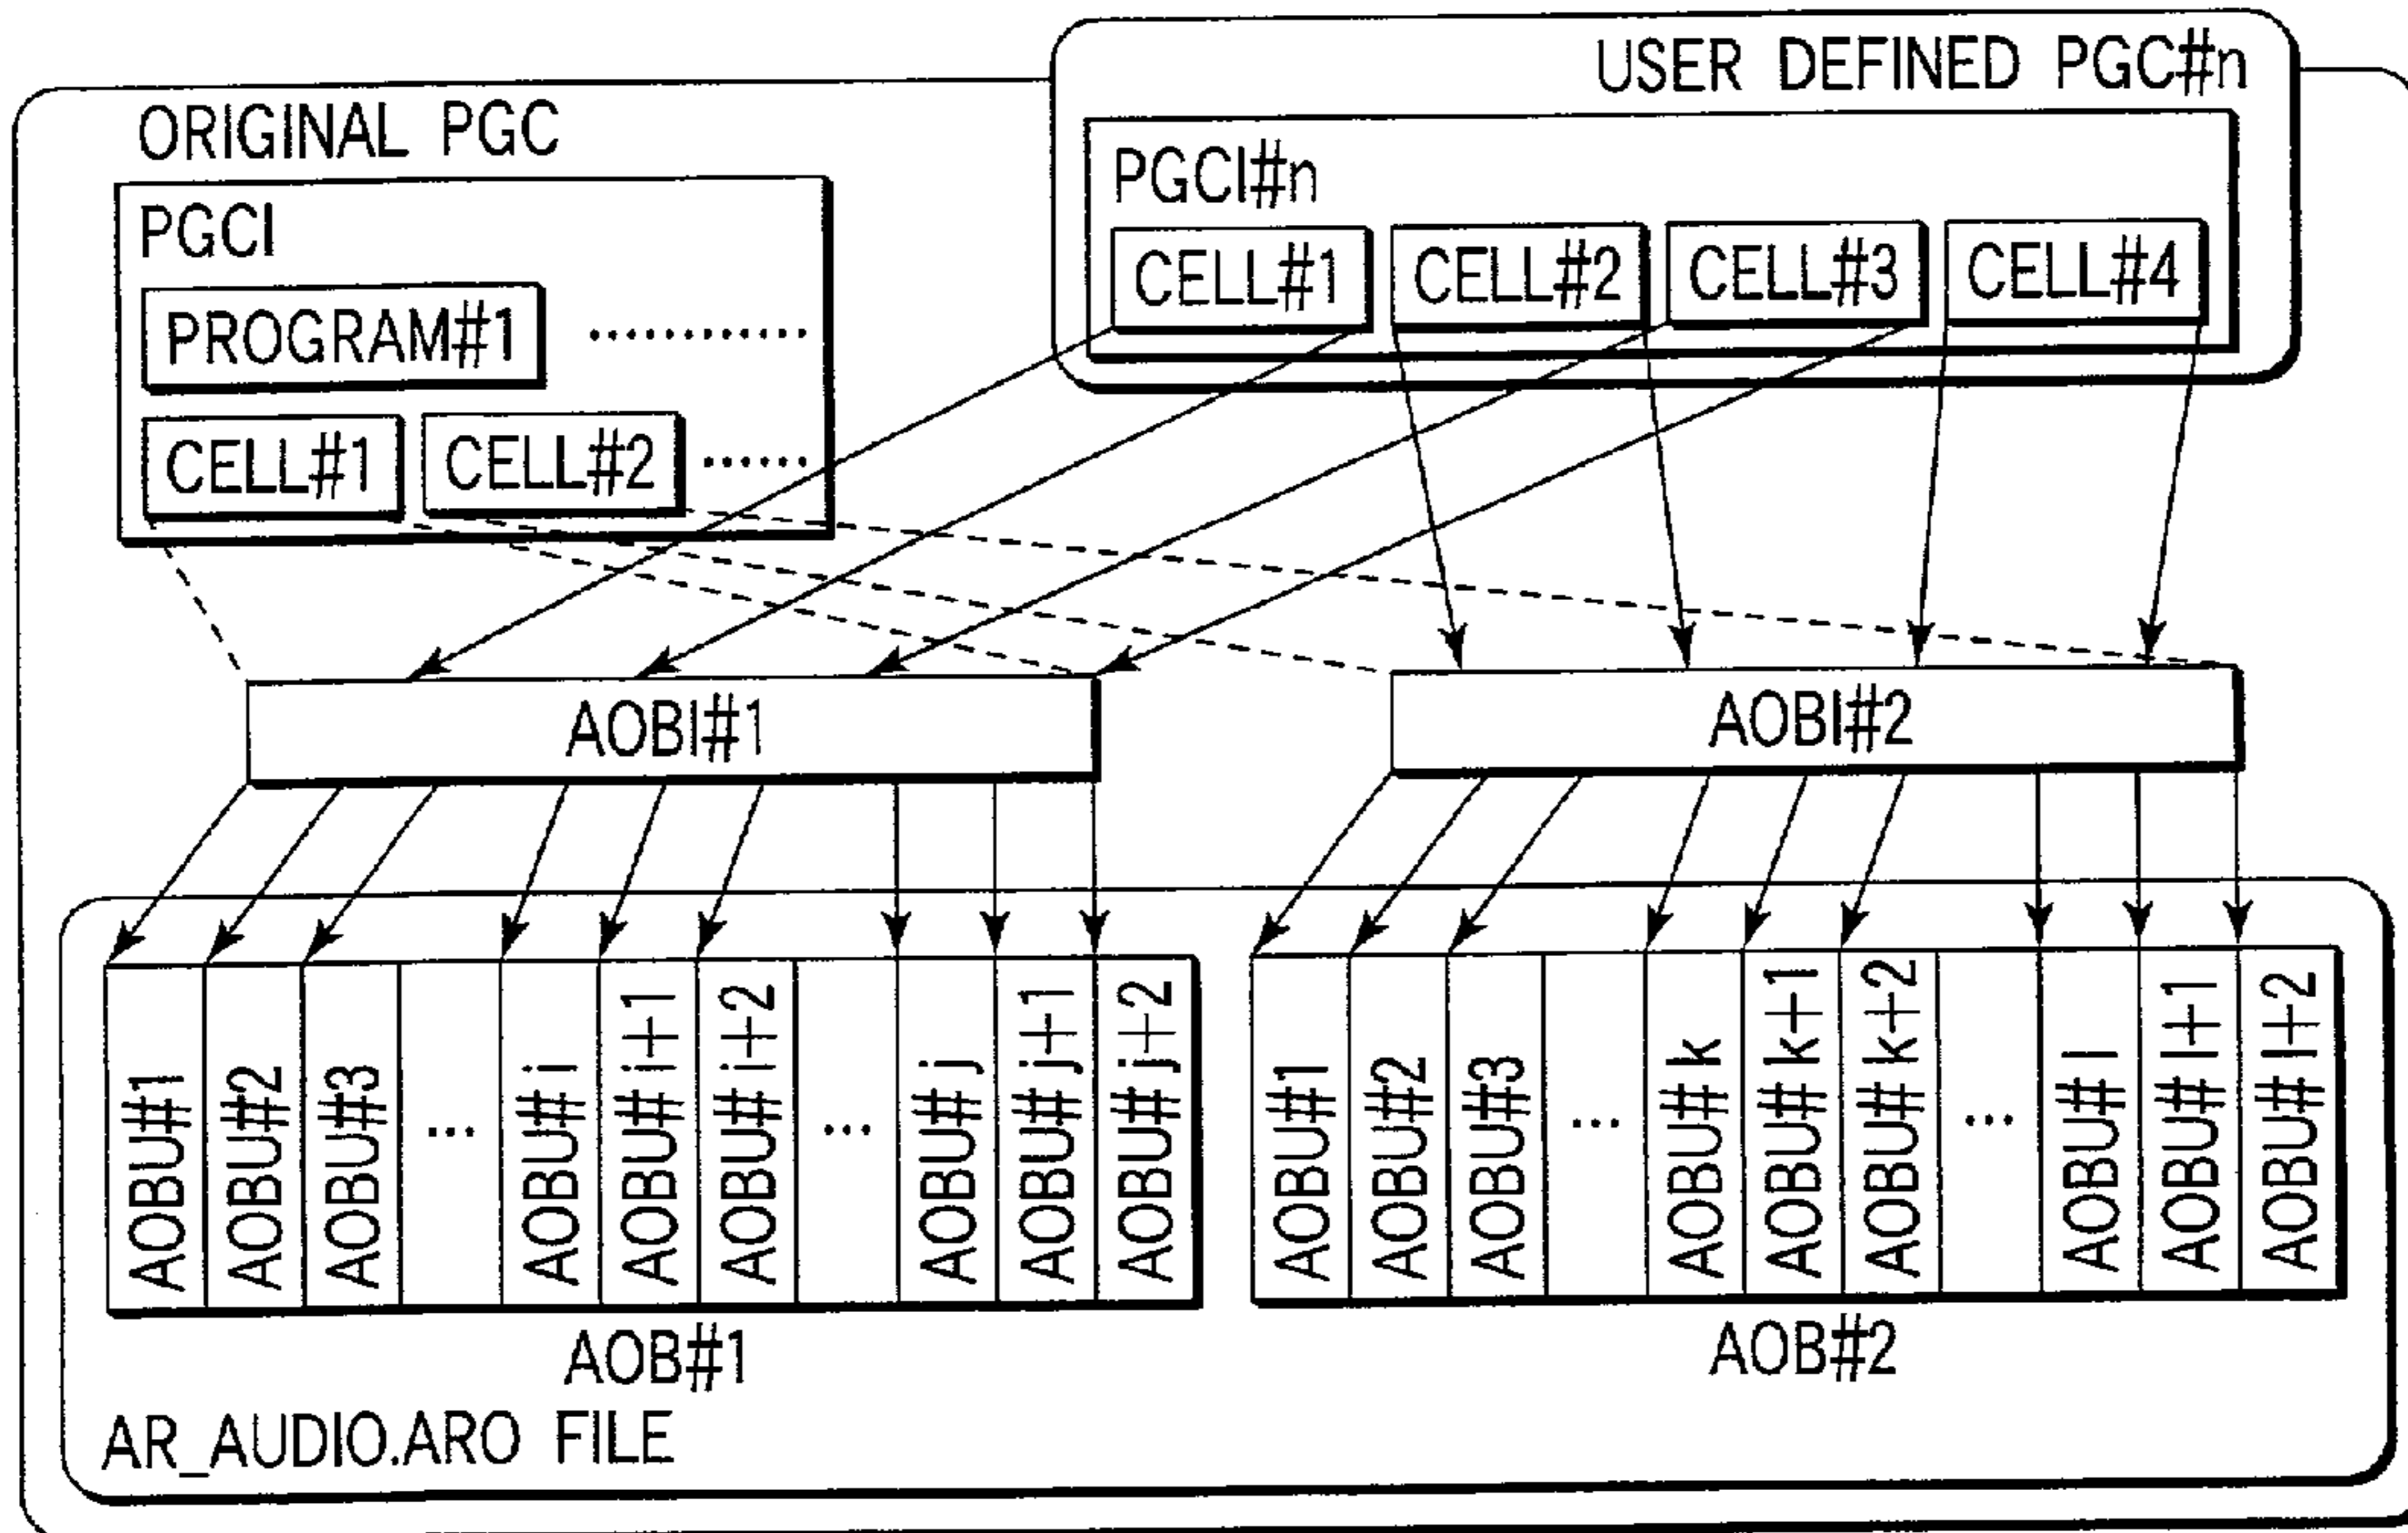 USER DEFINED PGC#n
PGCI#n
CELL#1 CELL#2 CELL#3 CELL#4
ORIGINAL PGC
PGCI
PROGRAM#1 ............
CELL#1 CELL#2 ......
AOBI#1
AOBI#2
AOBU#1
AOBU#2
AOBU#3
...
AOBU#i
AOBU#i+1
AOBU#i+2
...
AOBU#j
AOBU#j+1
AOBU#j+2
AOB#1
AOBU#1
AOBU#2
AOBU#3
...
AOBU#k
AOBU#k+1
AOBU#k+2
...
AOBU#l
AOBU#l+1
AOBU#l+2
AOB#2
AR_AUDIO.ARO FILE